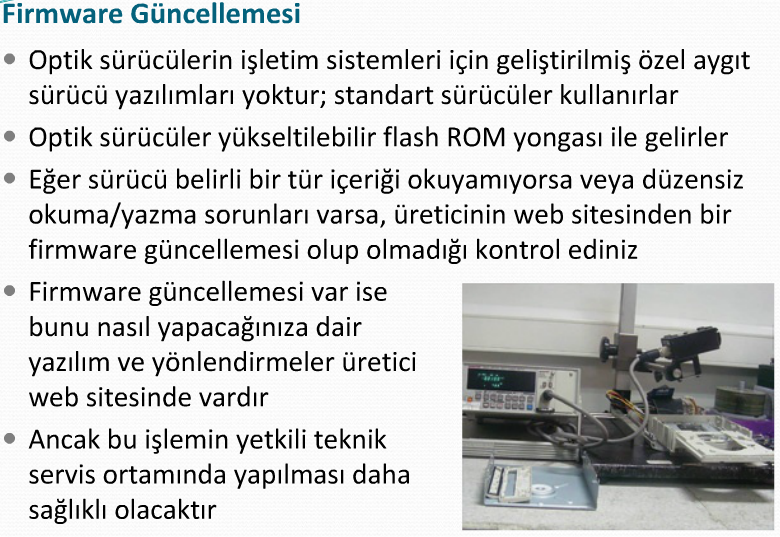 Firmware Güncellemesi
• Optik sürücülerin işletim sistemleri için geliştirilmiş özel aygıt
sürücü yazılımları yoktur; standart sürücüler kullanırlar
• Optik sürücüler yükseltilebilir flash ROM yongası ile gelirler
• Eğer sürücü belirli bir tür içeriği okuyamıyorsa veya düzensiz
okuma/yazma sorunları varsa, üreticinin web sitesinden bir
firmware güncellemesi olup olmadığı kontrol ediniz
• Firmware güncellemesi var ise
bunu nasıl yapacağınıza dair
yazılım ve yönlendirmeler üretici
web sitesinde vardır
• Ancak bu işlemin yetkili teknik
servis ortamında yapılması daha
sağlıklı olacaktır